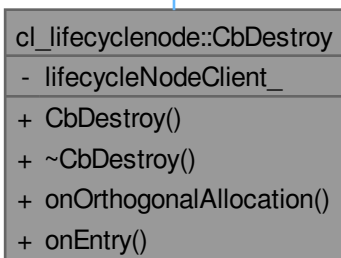 cl_lifecyclenode::CbDestroy
- lifecycleNodeClient_
+ CbDestroy()
+ ~CbDestroy()
+ onOrthogonalAllocation()
+ onEntry()